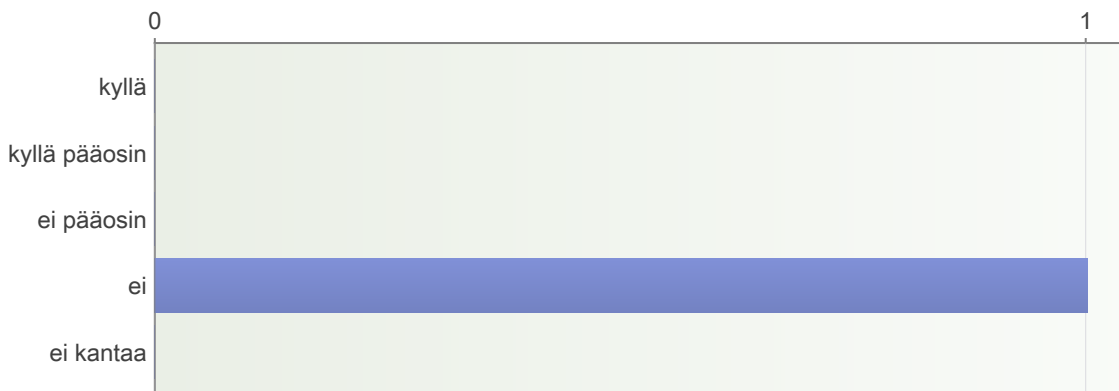 0 1
kyllä
kyllä pääosin
ei pääosin
ei
ei kantaa